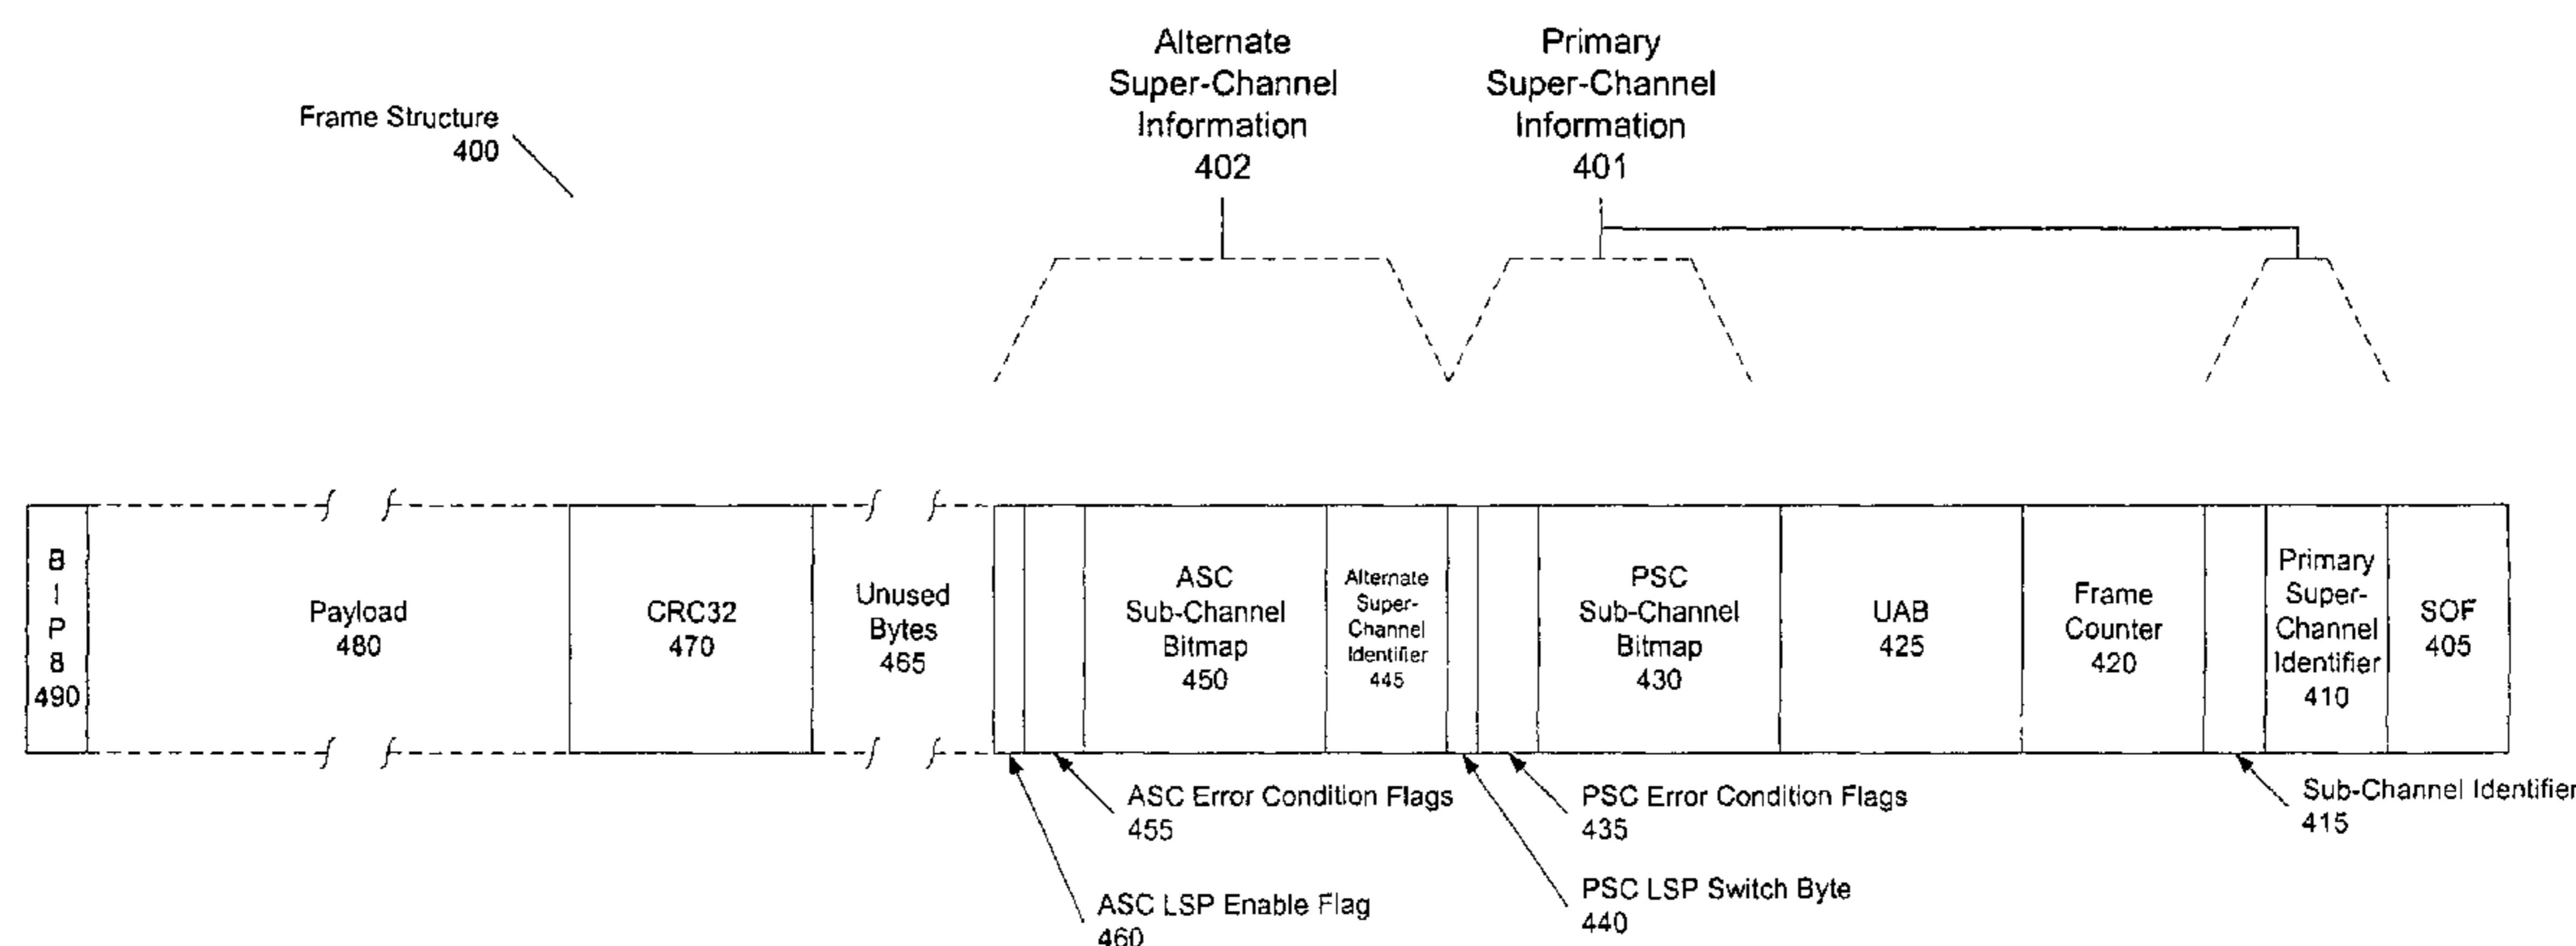 Alternate
Super-Channel
Information
402
Primary
Super-Channel
Information
401
Frame Structure
400
B
I
P
8
490
Payload
480
CRC32
470
Unused
Bytes
465
ASC
Sub-Channel
Bitmap
450
Alternate
Super-
Channel
Identifier
445
PSC
Sub-Channel
Bitmap
430
UAB
425
Frame
Counter
420
Primary
Super-
Channel
Identifier
410
SOF
405
ASC Error Condition Flags
455
PSC Error Condition Flags
435
Sub-Channel Identifier
415
ASC LSP Enable Flag
460
PSC LSP Switch Byte
440